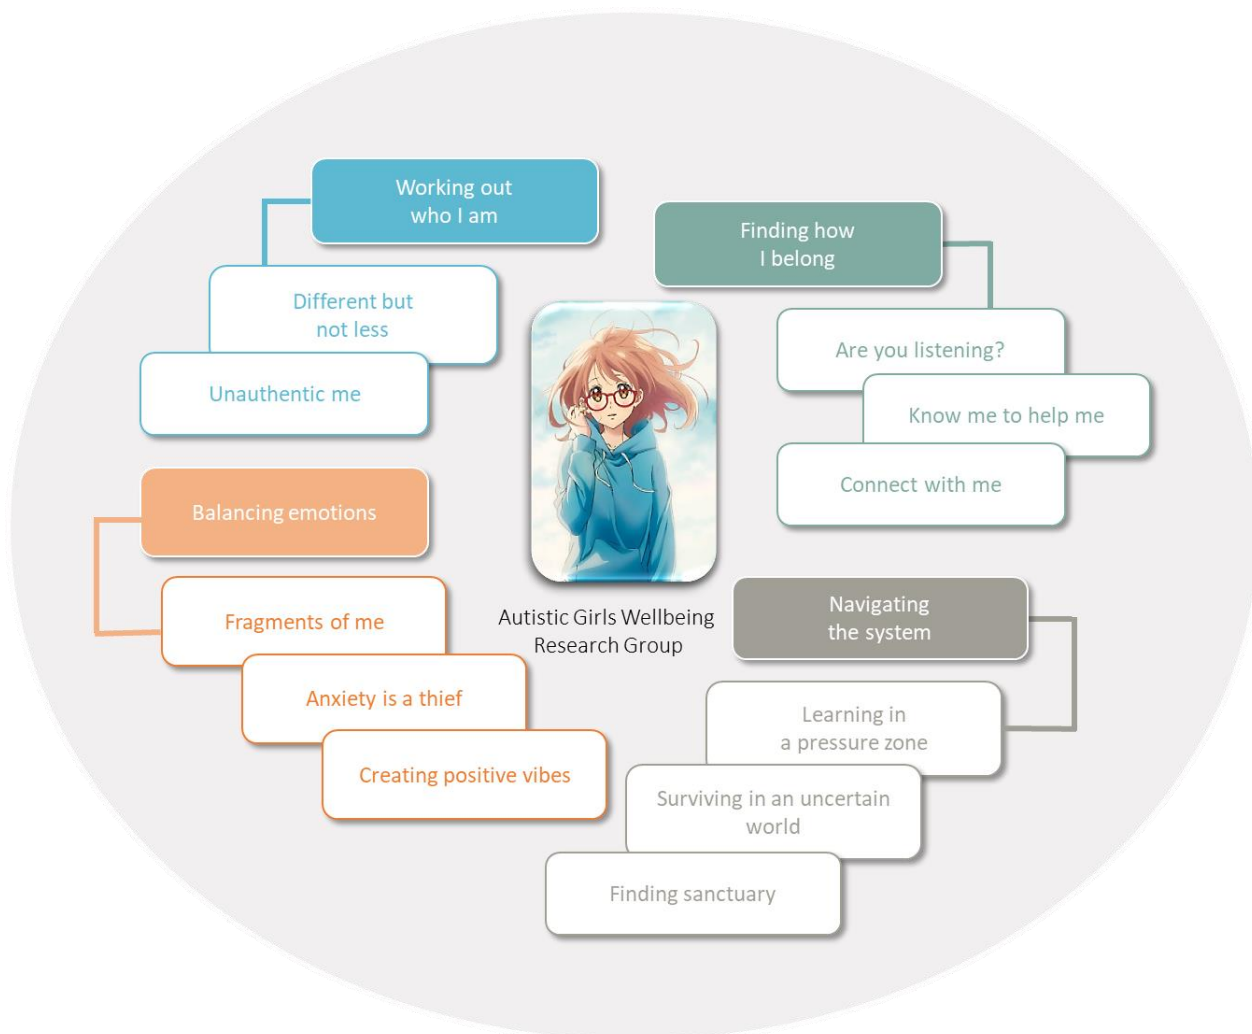 Working out
who I am
Different but
not less
Unauthentic me
Finding how
I belong
Are you listening?
Know me to help me
Connect with me
Balancing emotions
Fragments of me
Anxiety is a thief
Creating positive vibes
Autistic Girls Wellbeing
Research Group
Navigating
the system
Learning in
a pressure zone
Surviving in an uncertain
world
Finding sanctuary